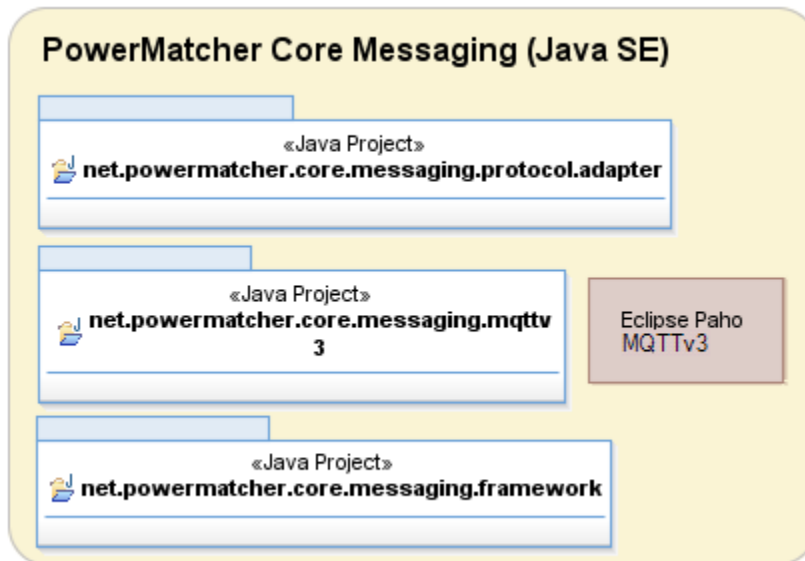 PowerMatcher Core Messaging (Java SE)
«Java Project»
net.powermatcher.core.messaging.protocol.adapter
«Java Project»
net.powermatcher.core.messaging.mqttv
3
Eclipse Paho
MQTTv3
«Java Project»
net.powermatcher.core.messaging.framework